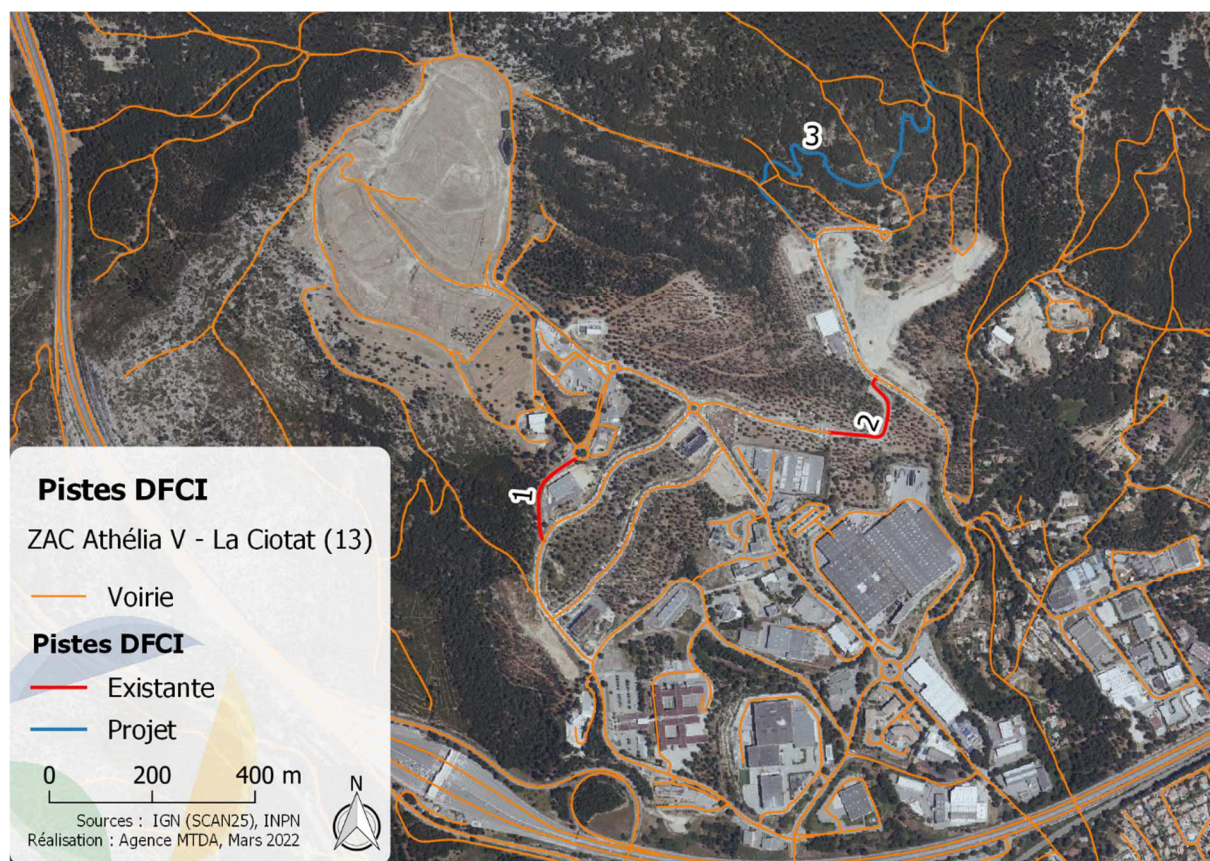 3
2
1
Pistes DFCI
ZAC Athélia V - La Ciotat (13)
Voirie
Pistes DFCI
Existante
Projet
0 200 400 m
N
Sources : IGN (SCAN25), INPN
Réalisation : Agence MTDA, Mars 2022